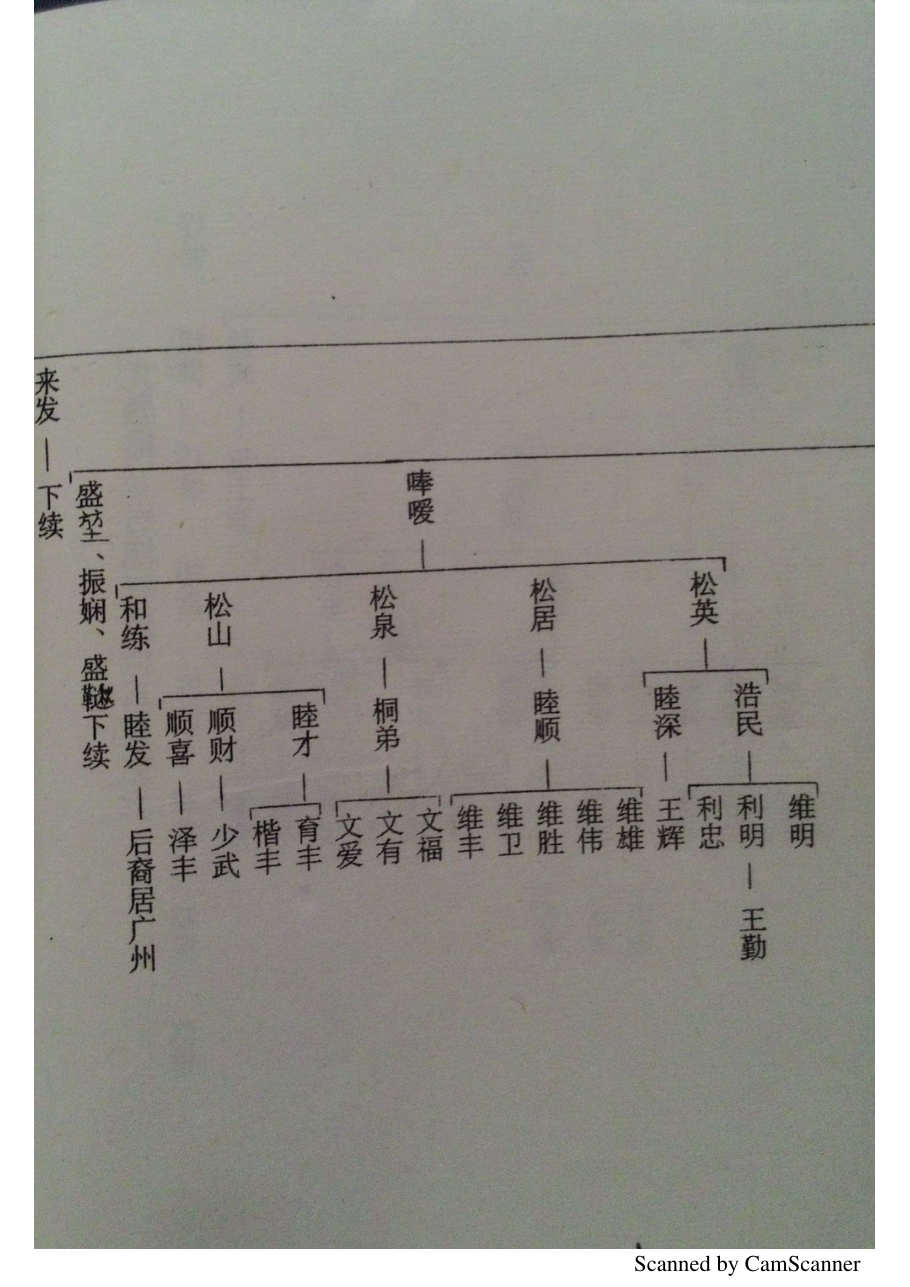 来发
下续
盛堃、振娴、盛
下续
松英
浩民
维明
利明
王勤
利忠
睦深
王辉
松居
睦顺
维雄
维伟
维胜
维卫
维丰
松泉
桐弟
文福
文有
文爱
松山
睦才
育丰
楷丰
顺财
少武
顺喜
泽丰
和练
睦发
后裔居广州
Scanned by CamScanner